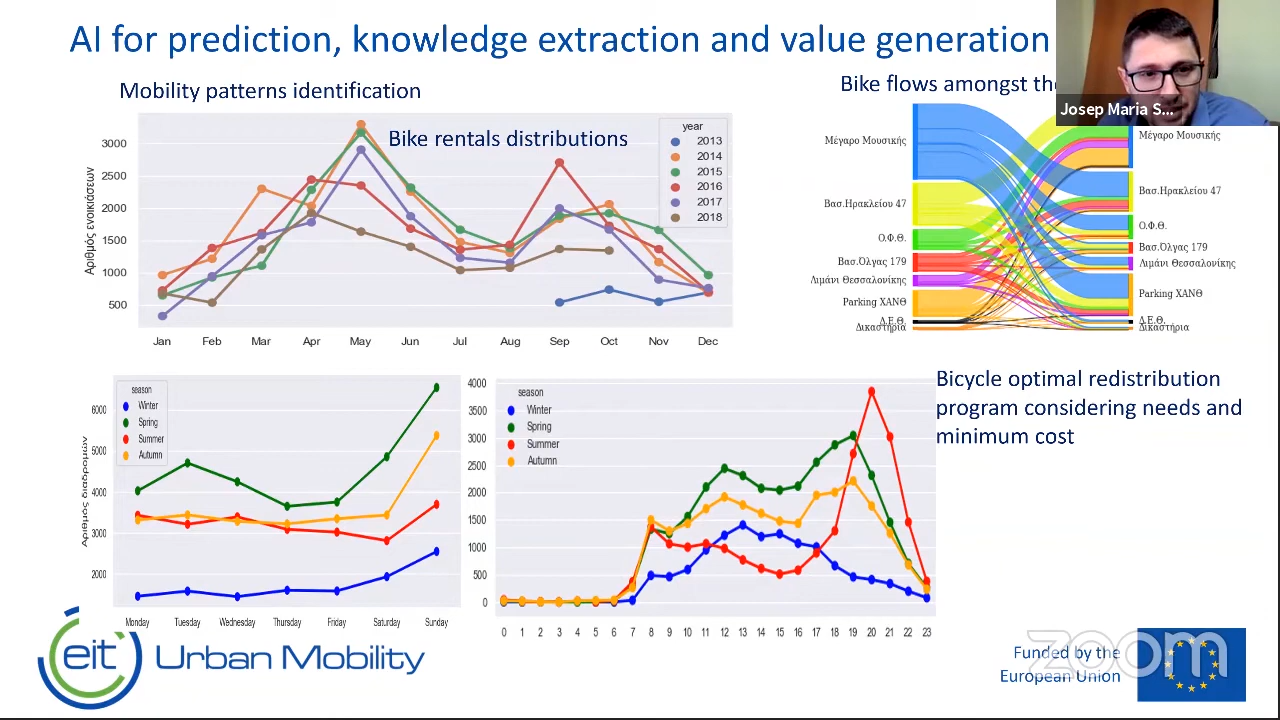 AI for prediction, knowledge extraction and value generation
Josep Maria S...
Mobility patterns identification
Bike flows amongst the
Bike rentals distributions
year
2013
2014
2015
2016
2017
2018
Αριθμός ενοικιάσεων
3000
2500
2000
1500
1000
500
Jan Feb Mar Apr May Jun Jul Aug Sep Oct Nov Dec
Μέγαρο Μουσικής
Βασ.Ηρακλείου 47
Ο.Φ.Θ.
Βασ.Όλγας 179
Λιμάνι Θεσσαλονίκης
Parking ΧΑΝΘ
Δ.Ε.Θ.
Δικαστήρια
Μέγαρο Μουσικής
Βασ.Ηρακλείου 47
Ο.Φ.Θ.
Βασ.Όλγας 179
Λιμάνι Θεσσαλονίκης
Parking ΧΑΝΘ
Δ.Ε.Θ.
Δικαστήρια
season
Winter
Spring
Summer
Autumn
Αριθμός διαδρομών
6000
5000
4000
3000
2000
Monday Tuesday Wednesday Thursday Friday Saturday Sunday
season
Winter
Spring
Summer
Autumn
4000
3500
3000
2500
2000
1500
1000
500
0
0 1 2 3 4 5 6 7 8 9 10 11 12 13 14 15 16 17 18 19 20 21 22 23
Bicycle optimal redistribution
program considering needs and
minimum cost
eit Urban Mobility
Funded by the
European Union
zoom